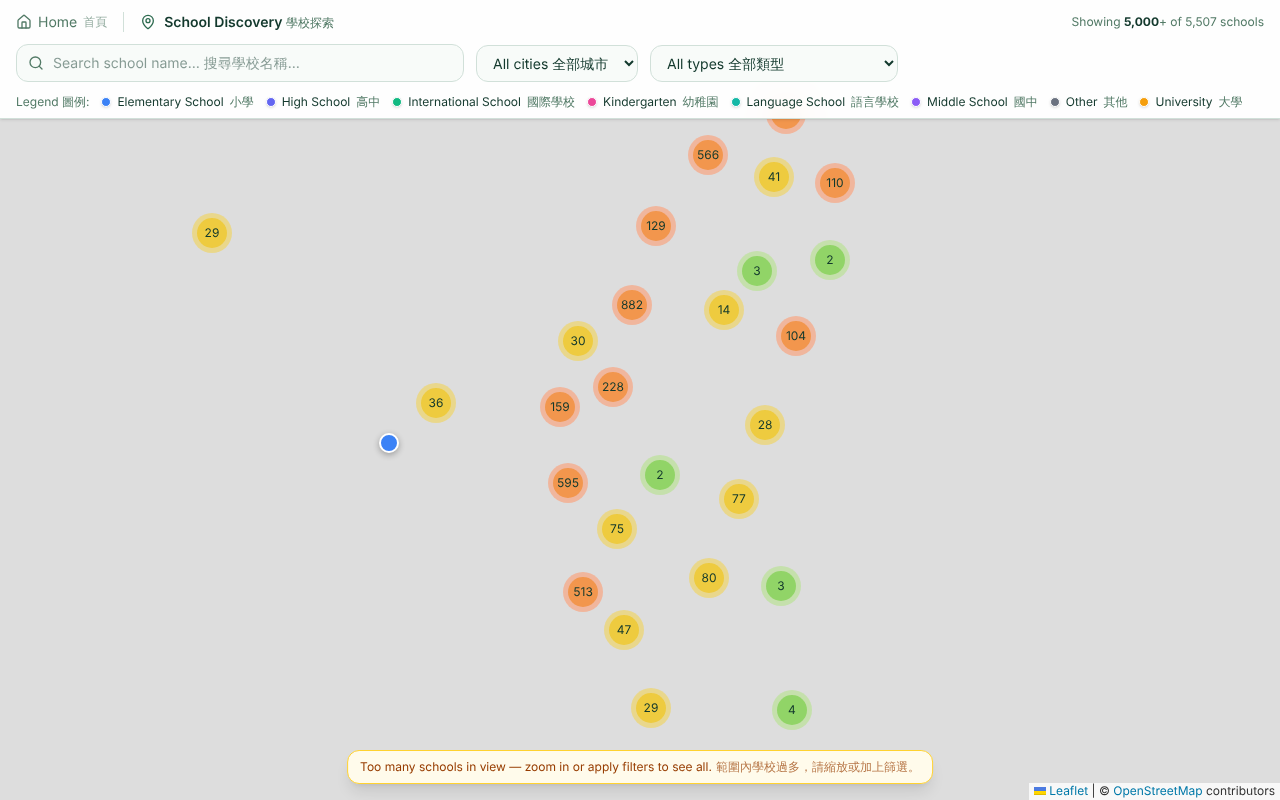 Home 首頁
School Discovery 學校探索
Showing 5,000+ of 5,507 schools
Search school name... 搜尋學校名稱...
All cities 全部城市
All types 全部類型
Legend 圖例:
Elementary School 小學
High School 高中
International School 國際學校
Kindergarten 幼稚園
Language School 語言學校
Middle School 國中
Other 其他
University 大學
566
41
110
29
129
2
3
882
14
104
30
228
36
159
28
2
595
77
75
80
3
513
47
29
4
Too many schools in view — zoom in or apply filters to see all. 範圍內學校過多，請縮放或加上篩選。
Leaflet | © OpenStreetMap contributors